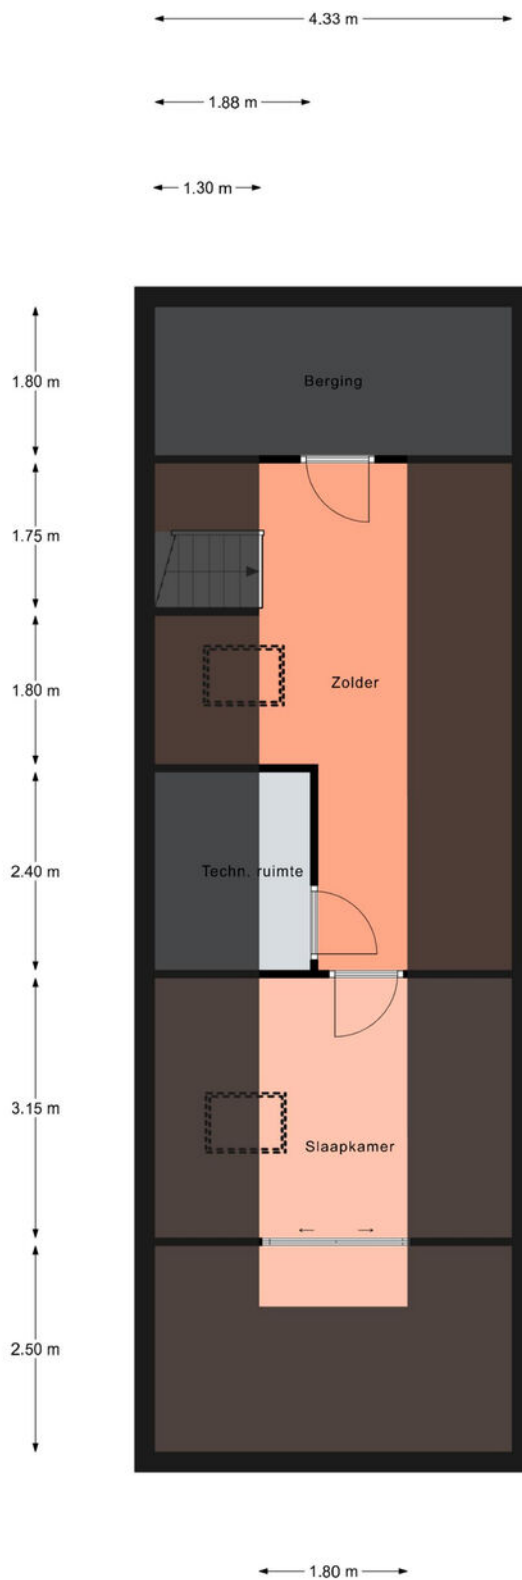 4.33 m
1.88 m
1.30 m
1.80 m
Berging
1.75 m
1.80 m
Zolder
2.40 m
Techn. ruimte
3.15 m
Slaapkamer
2.50 m
1.80 m